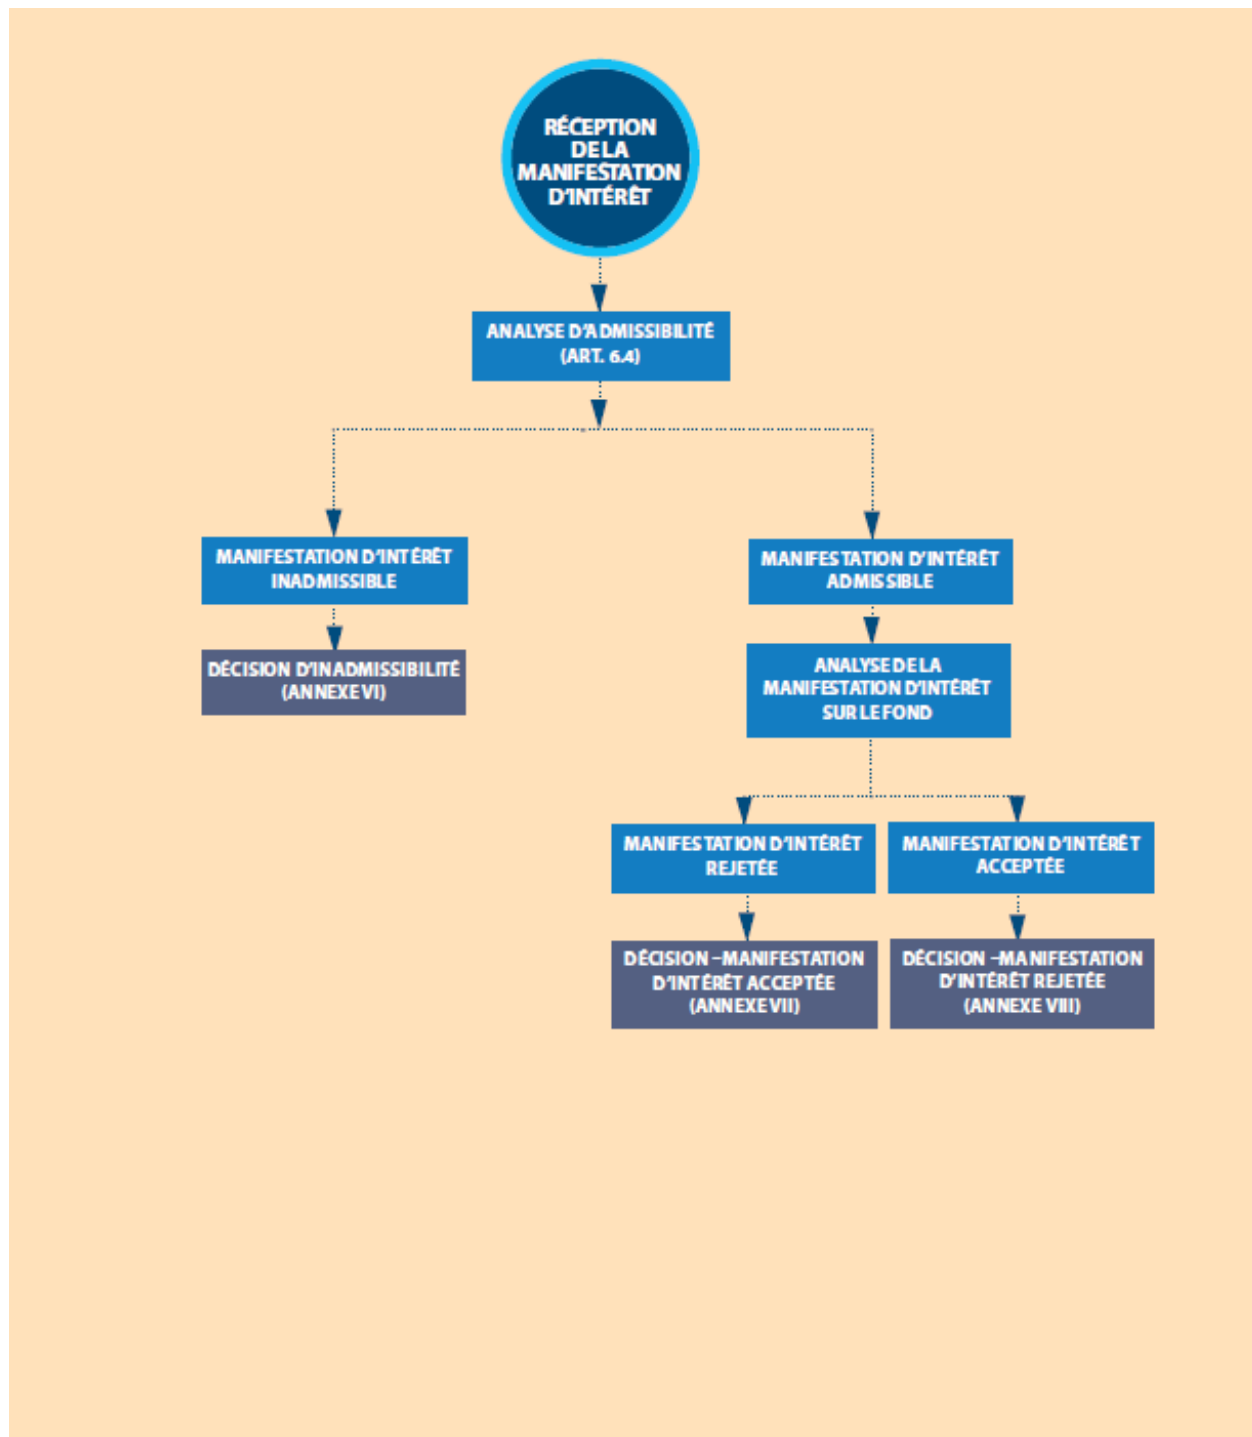 RÉCEPTION
DE LA
MANIFESTATION
D'INTÉRÊT
ANALYSE D'ADMISSIBILITÉ
(ART. 6.4)
MANIFESTATION D'INTÉRÊT
INADMISSIBLE
MANIFESTATION D'INTÉRÊT
ADMISSIBLE
DÉCISION D'INADMISSIBILITÉ
(ANNEXE VI)
ANALYSE DE LA
MANIFESTATION D'INTÉRÊT
SUR LE FOND
MANIFESTATION D'INTÉRÊT
REJETÉE
MANIFESTATION D'INTÉRÊT
ACCEPTÉE
DÉCISION –MANIFESTATION
D'INTÉRÊT ACCEPTÉE
(ANNEXE VII)
DÉCISION –MANIFESTATION
D'INTÉRÊT REJETÉE
(ANNEXE VIII)